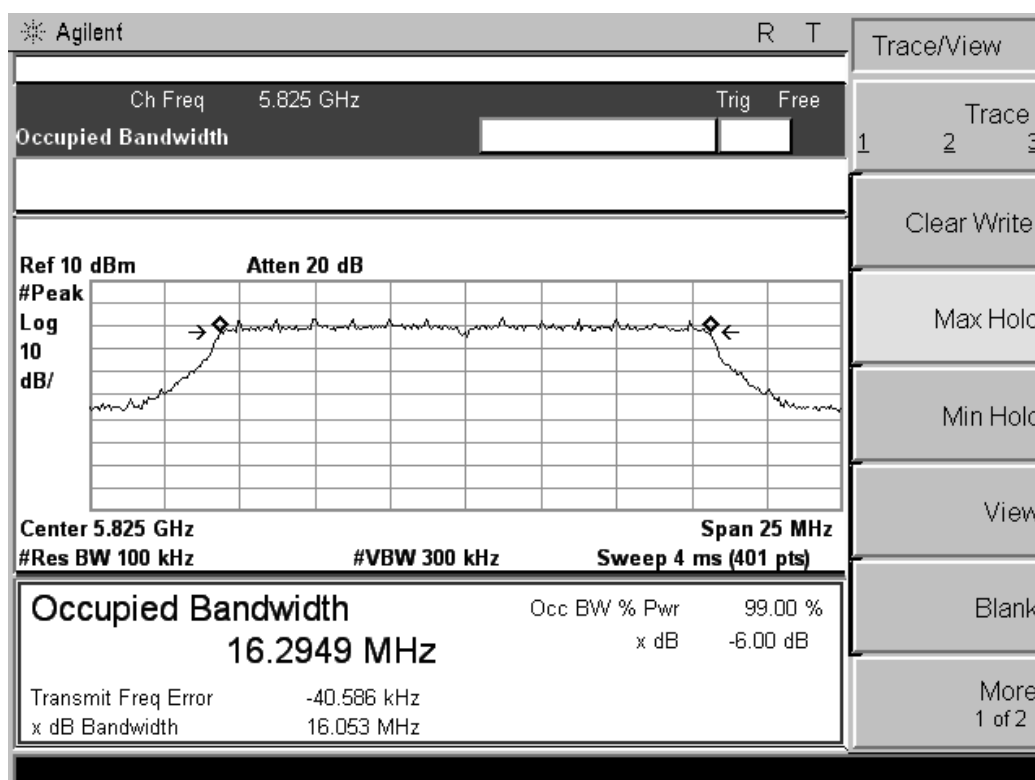 Agilent R T
Ch Freq 5.825 GHz Trig Free
Occupied Bandwidth
Ref 10 dBm Atten 20 dB
#Peak
Log
10
dB/
Center 5.825 GHz Span 25 MHz
#Res BW 100 kHz #VBW 300 kHz Sweep 4 ms (401 pts)
Occupied Bandwidth
16.2949 MHz
Occ BW % Pwr 99.00 %
x dB -6.00 dB
Transmit Freq Error -40.586 kHz
x dB Bandwidth 16.053 MHz
Trace/View
Trace
1 2 3
Clear Write
Max Hold
Min Hold
View
Blank
More
1 of 2